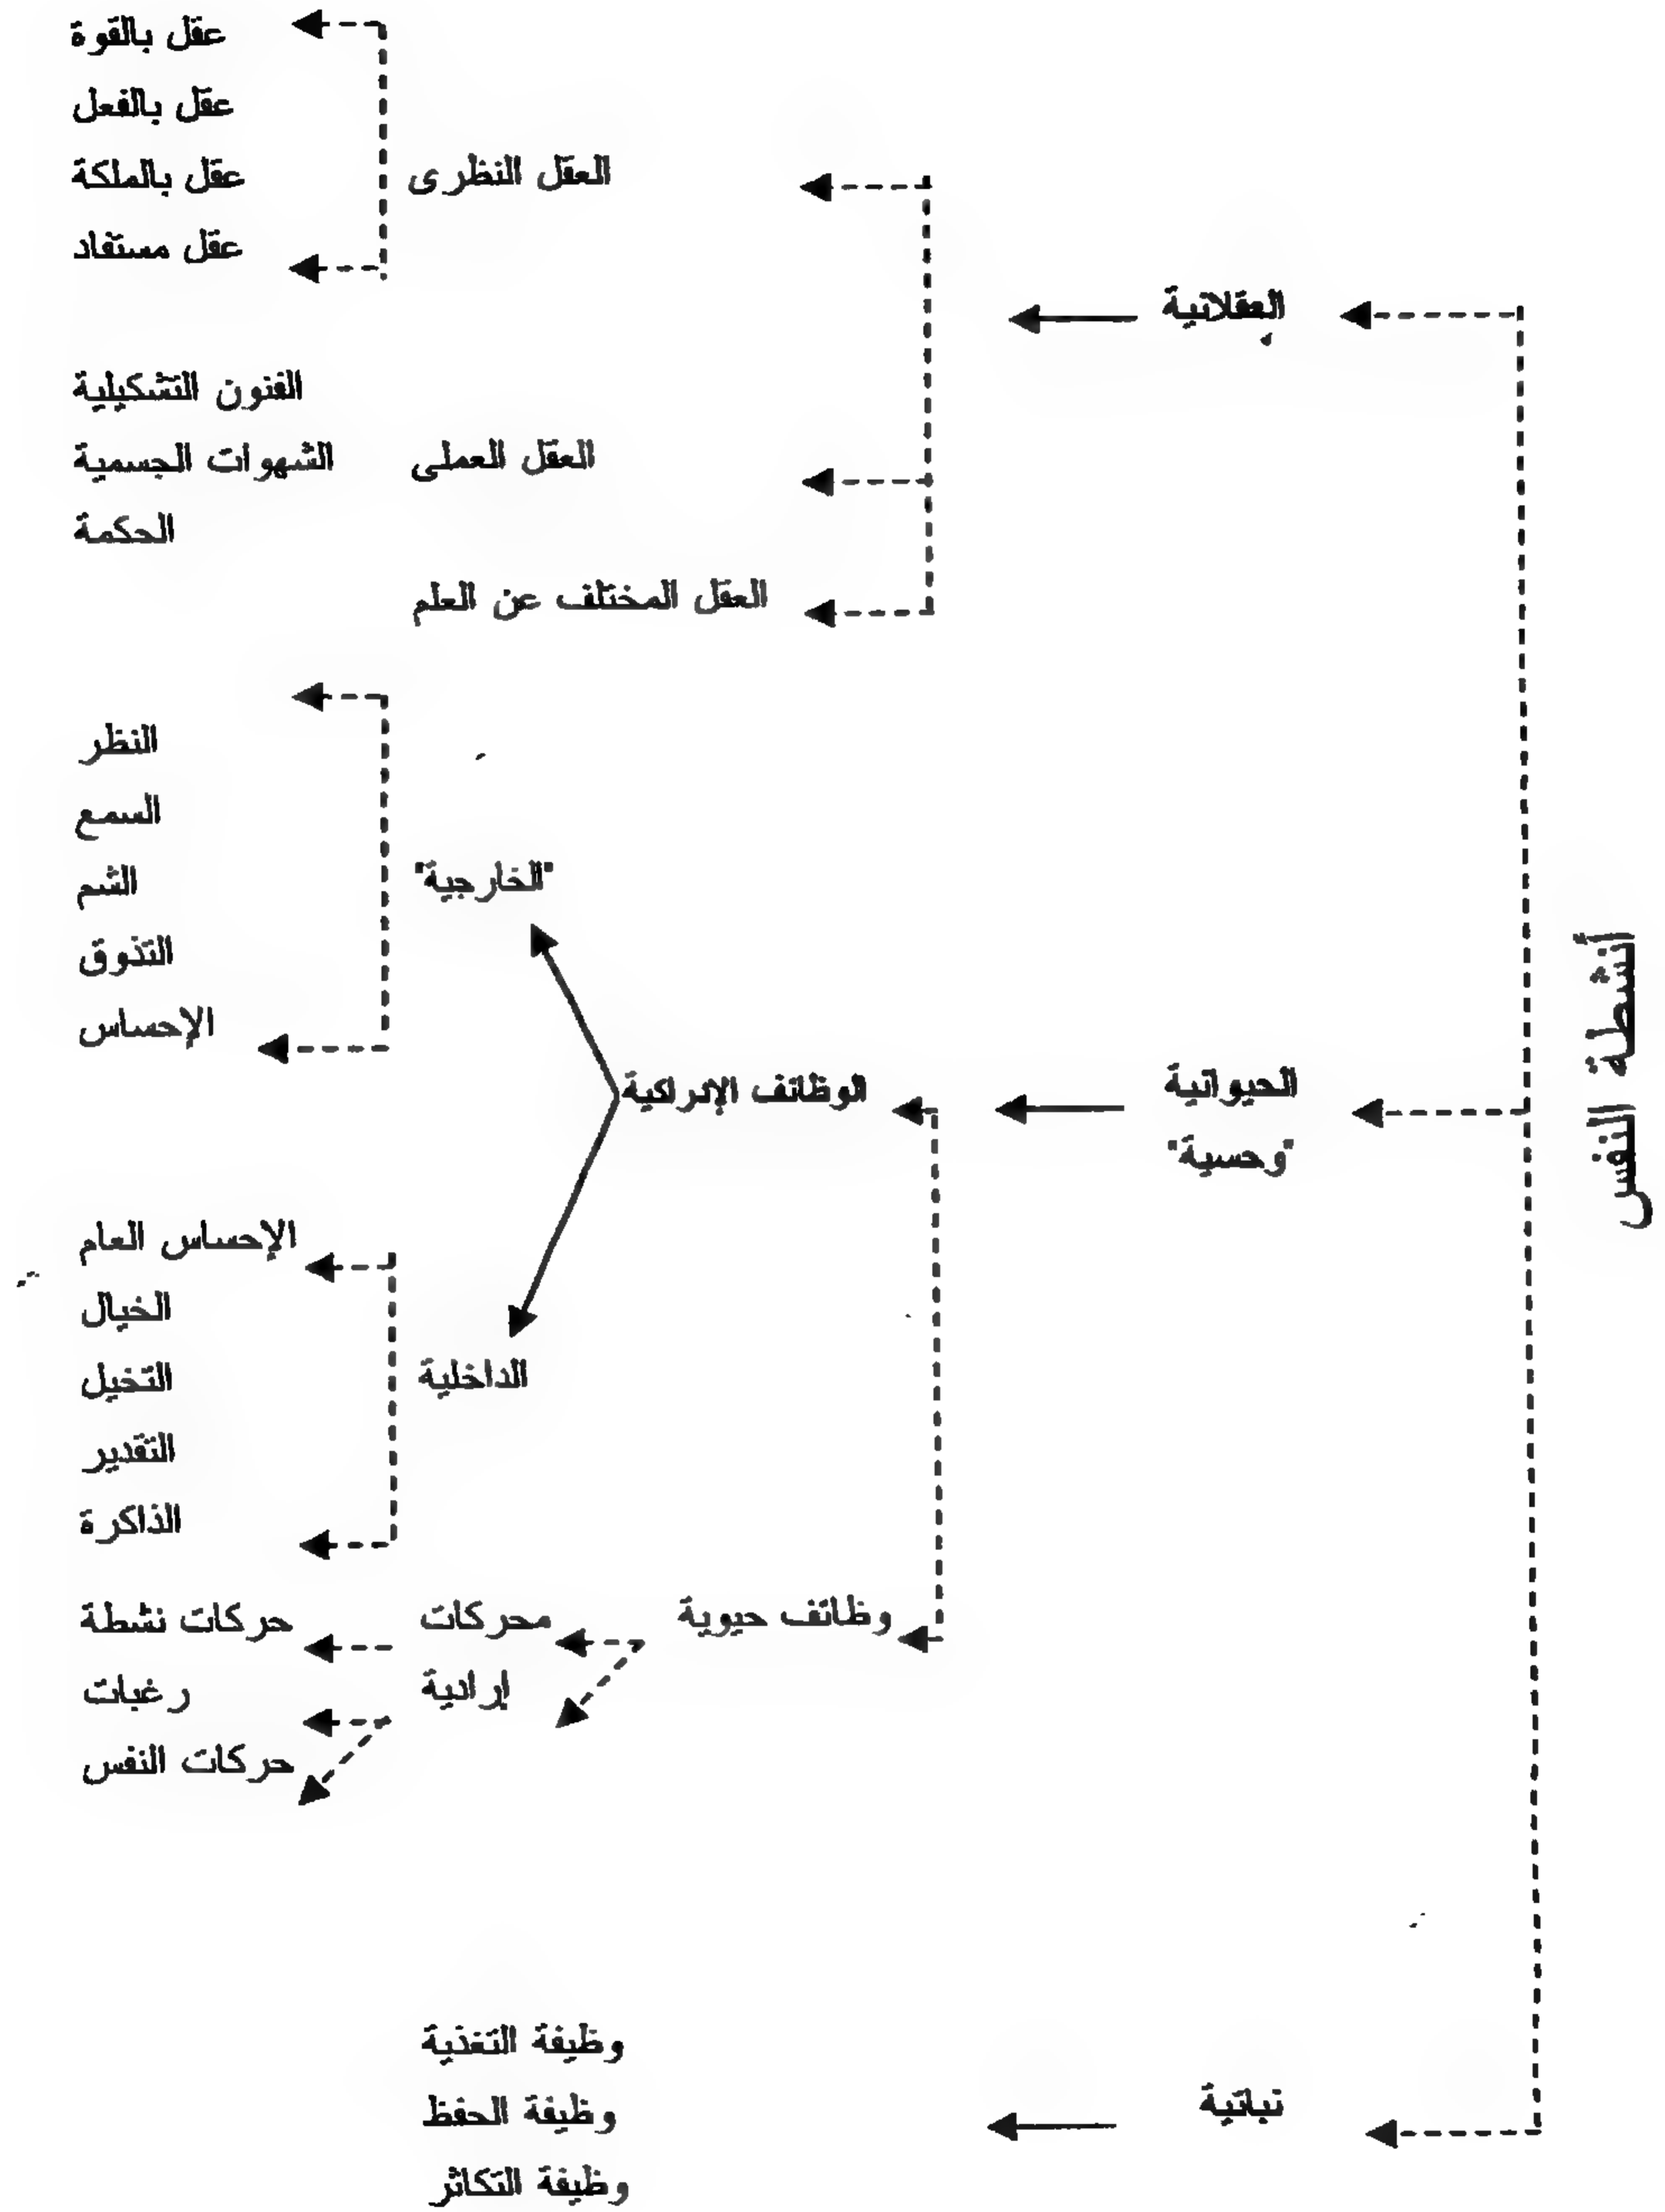 أنشطة النفس
العقلانية
العقل النظرى
عقل بالقوة
عقل بالفعل
عقل بالملكة
عقل مستفاد
العقل العملى
الفنون التشكيلية
الشهوات الجسمية
الحكمة
العقل المختلف عن العلم
الحيوانية
"وحسية"
الوظائف الإدراكية
"الخارجية"
النظر
السمع
الشم
التذوق
الإحساس
الداخلية
الإحساس العام
الخيال
التخيل
التقدير
الذاكرة
وظائف حيوية
محركات
إرادية
حركات نشطة
رغبات
حركات النفس
نباتية
وظيفة التغذية
وظيفة الحفظ
وظيفة التكاثر